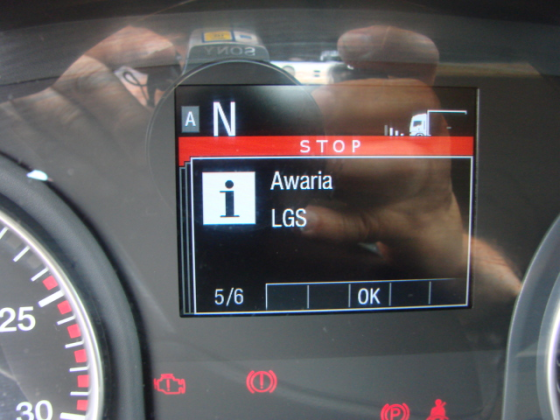 SONY
A N
STOP
Awaria
LGS
5/6 OK
25
30
(P)